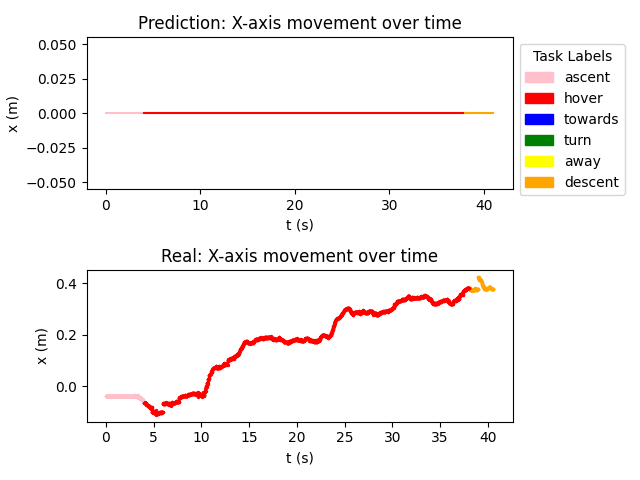 Prediction: X-axis movement over time
0.050
0.025
0.000
−0.025
−0.050
x (m)
0 10 20 30 40
t (s)
Task Labels
ascent
hover
towards
turn
away
descent
Real: X-axis movement over time
0.4
0.2
0.0
x (m)
0 5 10 15 20 25 30 35 40
t (s)